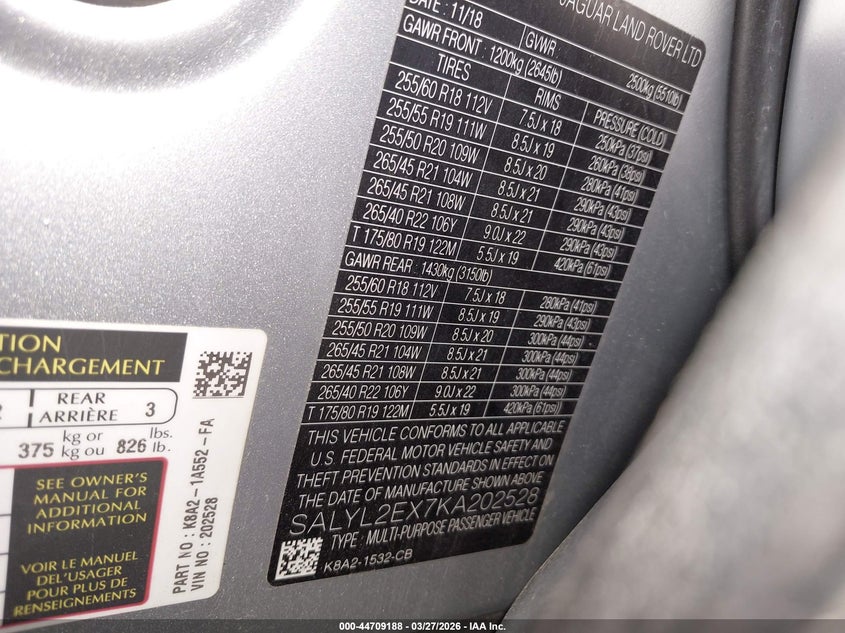 JAGUAR LAND ROVER LTD
DATE : 11/18 GVWR 2500kg (5510lb)
GAWR FRONT : 1200kg (2645lb)
TIRES RIMS PRESSURE (COLD)
255/60 R18 112V 7.5J x 18 250kPa (37psi)
255/55 R19 111W 8.5J x 19 260kPa (38psi)
255/50 R20 109W 8.5J x 20 280kPa (41psi)
265/45 R21 104W 8.5J x 21 290kPa (43psi)
265/45 R21 108W 8.5J x 21 290kPa (43psi)
265/40 R22 106Y 9.0J x 22 290kPa (43psi)
T 175/80 R19 122M 5.5J x 19 420kPa (61psi)
GAWR REAR : 1430kg (3150lb)
255/60 R18 112V 7.5J x 18 280kPa (41psi)
255/55 R19 111W 8.5J x 19 290kPa (43psi)
255/50 R20 109W 8.5J x 20 300kPa (44psi)
265/45 R21 104W 8.5J x 21 300kPa (44psi)
265/45 R21 108W 8.5J x 21 300kPa (44psi)
265/40 R22 106Y 9.0J x 22 300kPa (44psi)
T 175/80 R19 122M 5.5J x 19 420kPa (61psi))
THIS VEHICLE CONFORMS TO ALL APPLICABLE
U.S. FEDERAL MOTOR VEHICLE SAFETY AND
THEFT PREVENTION STANDARDS IN EFFECT ON
THE DATE OF MANUFACTURE SHOWN ABOVE
SALYL2EX7KA202528
TYPE : MULTI-PURPOSE PASSENGER VEHICLE
K8A2-1532-CB
TION
CHARGEMENT
REAR
ARRIÈRE 3
375 kg or
kg ou 826 lbs.
lb.
SEE OWNER'S
MANUAL FOR
ADDITIONAL
INFORMATION
VOIR LE MANUEL
DEL'USAGER
POUR PLUS DE
RENSEIGNEMENTS
PART NO : K8A2-1A552-FA
VIN NO : 202528
000-44709188 - 03/27/2026 - IAA Inc.